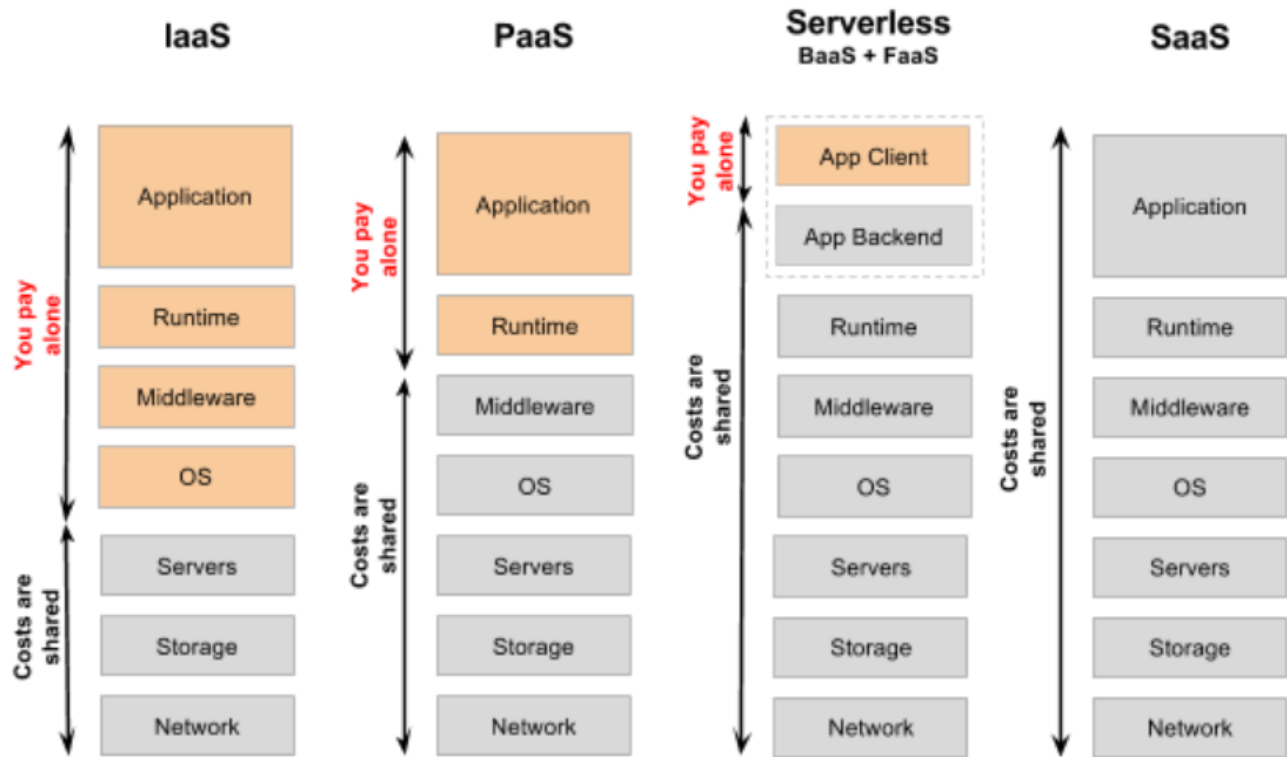 IaaS
You pay
alone
Application
Runtime
Middleware
OS
Costs are
shared
Servers
Storage
Network
PaaS
You pay
alone
Application
Runtime
Costs are
shared
Middleware
OS
Servers
Storage
Network
Serverless
BaaS + FaaS
You pay
alone
App Client
Costs are
shared
App Backend
Runtime
Middleware
OS
Servers
Storage
Network
SaaS
Costs are
shared
Application
Runtime
Middleware
OS
Servers
Storage
Network